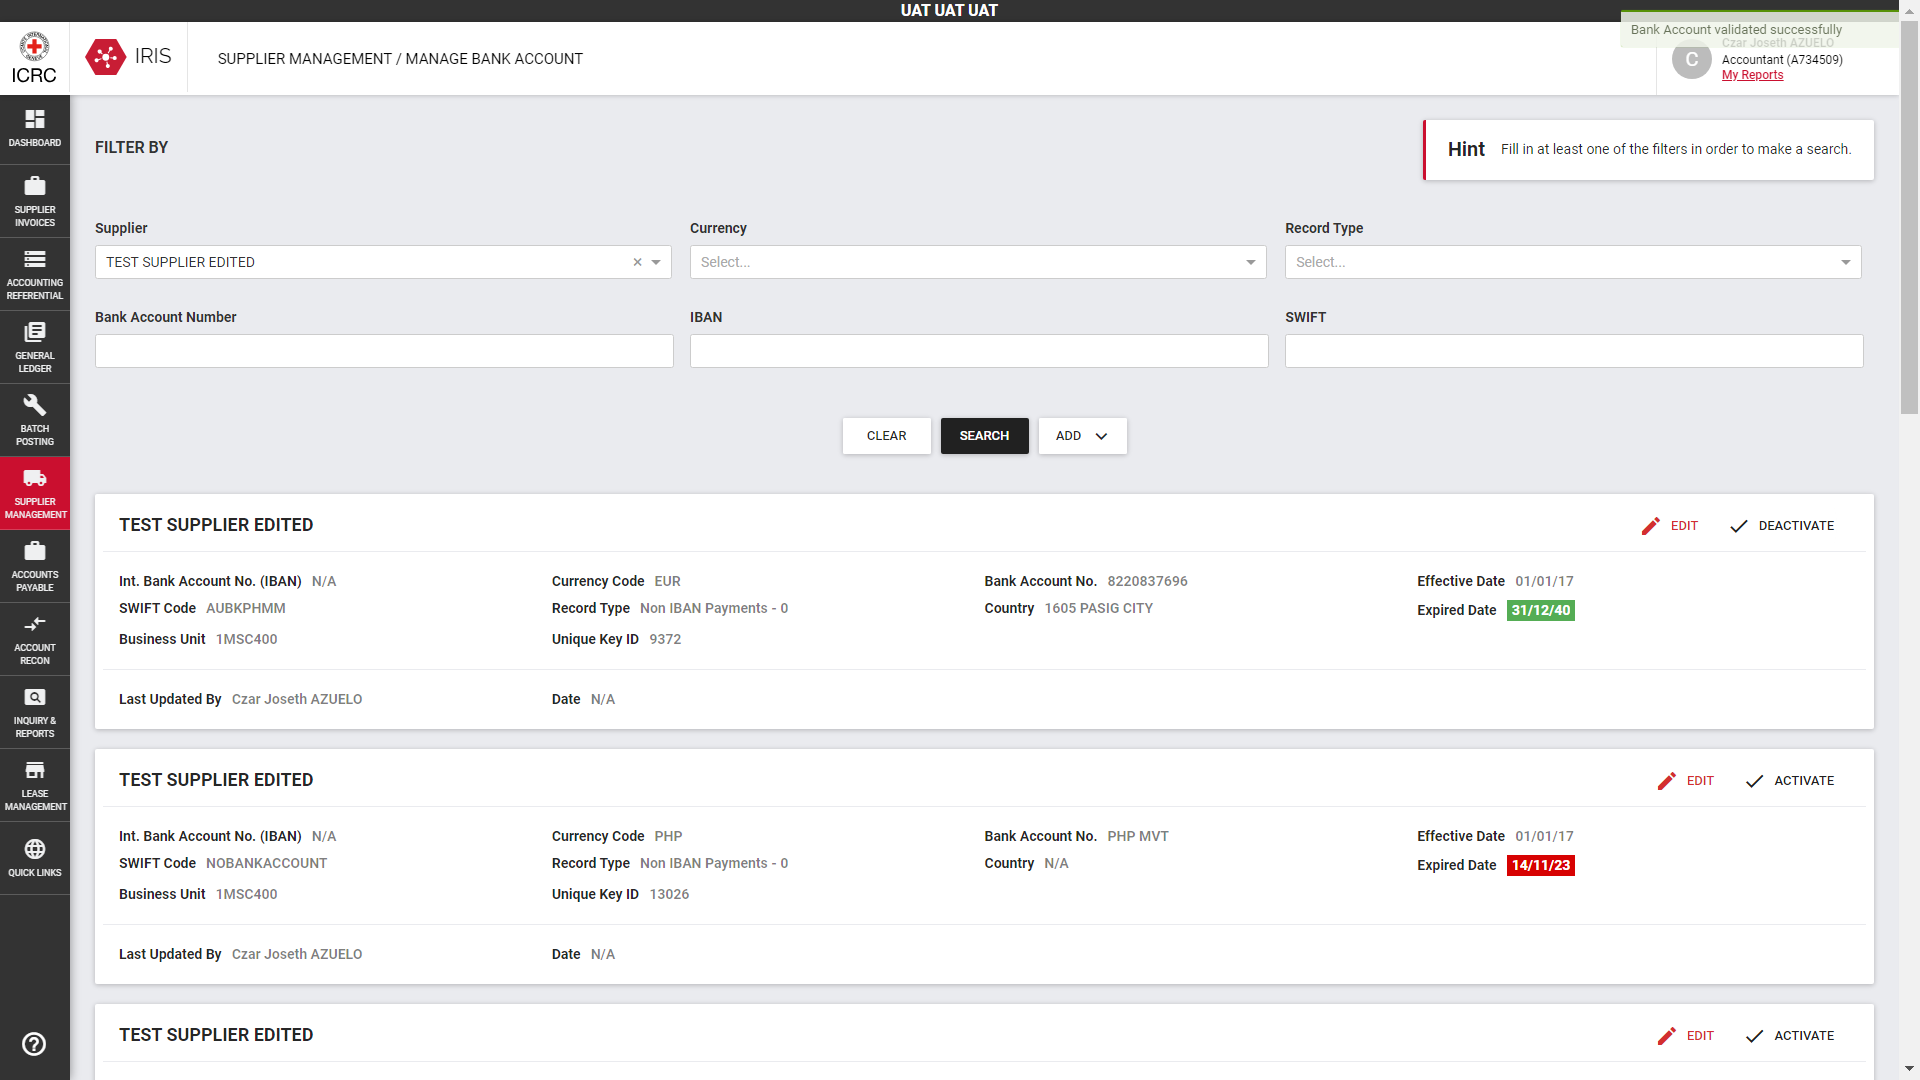 UAT UAT UAT
Bank Account validated successfully
ICRC
IRIS
SUPPLIER MANAGEMENT / MANAGE BANK ACCOUNT
C
Czar Joseth AZUELO
Accountant (A734509)
My Reports
DASHBOARD
SUPPLIER
INVOICES
ACCOUNTING
REFERENTIAL
GENERAL
LEDGER
BATCH
POSTING
SUPPLIER
MANAGEMENT
ACCOUNTS
PAYABLE
ACCOUNT
RECON
INQUIRY &
REPORTS
LEASE
MANAGEMENT
QUICK LINKS
FILTER BY
Hint Fill in at least one of the filters in order to make a search.
Supplier Currency Record Type
TEST SUPPLIER EDITED Select... Select...
Bank Account Number IBAN SWIFT
CLEAR SEARCH ADD
TEST SUPPLIER EDITED EDIT DEACTIVATE
Int. Bank Account No. (IBAN) N/A Currency Code EUR Bank Account No. 8220837696 Effective Date 01/01/17
SWIFT Code AUBKPHMM Record Type Non IBAN Payments - 0 Country 1605 PASIG CITY Expired Date 31/12/40
Business Unit 1MSC400 Unique Key ID 9372
Last Updated By Czar Joseth AZUELO Date N/A
TEST SUPPLIER EDITED EDIT ACTIVATE
Int. Bank Account No. (IBAN) N/A Currency Code PHP Bank Account No. PHP MVT Effective Date 01/01/17
SWIFT Code NOBANKACCOUNT Record Type Non IBAN Payments - 0 Country N/A Expired Date 14/11/23
Business Unit 1MSC400 Unique Key ID 13026
Last Updated By Czar Joseth AZUELO Date N/A
TEST SUPPLIER EDITED EDIT ACTIVATE